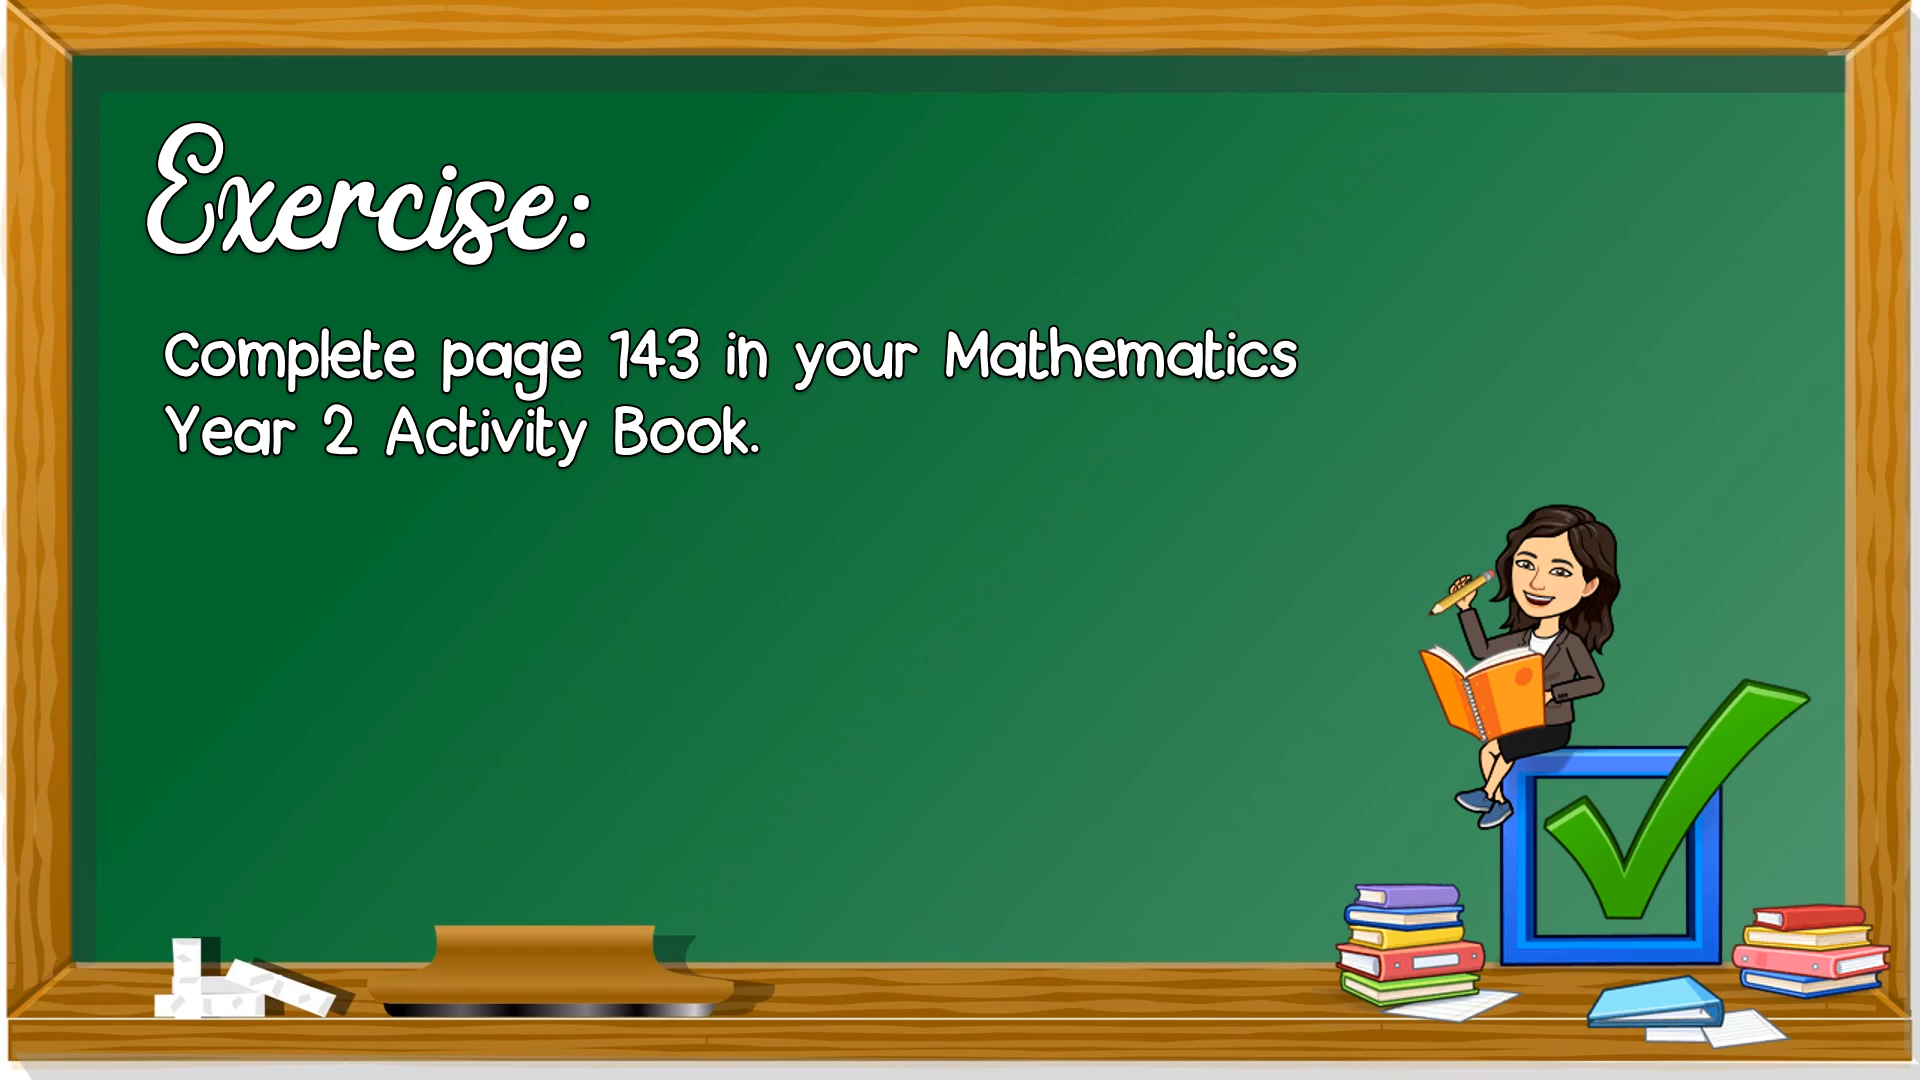 Exercise:
Complete page 143 in your Mathematics
Year 2 Activity Book.